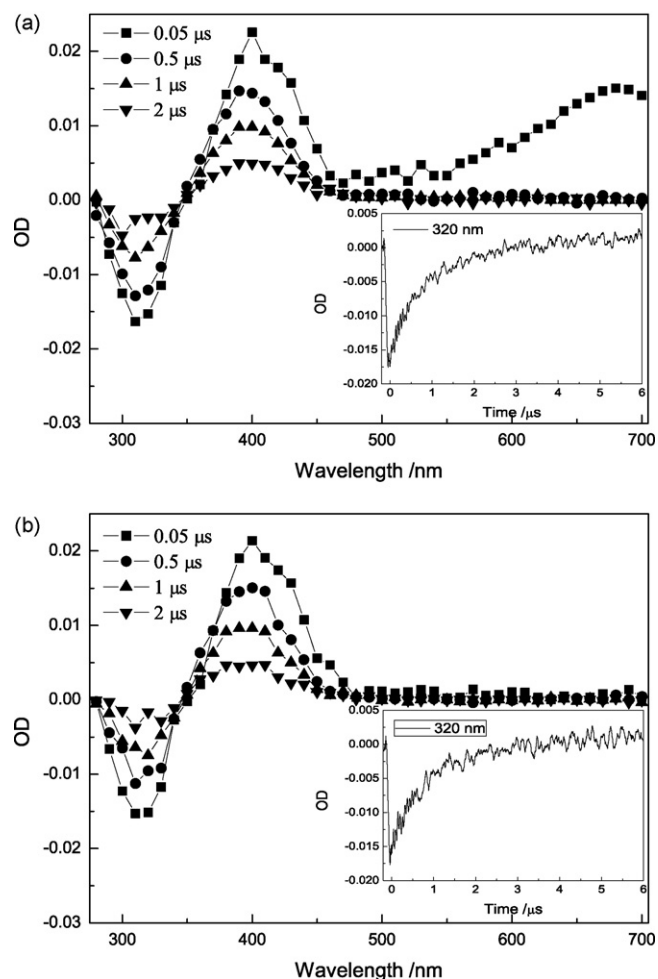 (a)
0.02
0.01
0.00
-0.01
-0.02
-0.03
OD
0.05 μs
0.5 μs
1 μs
2 μs
300
400
500
600
700
Wavelength /nm
0.005
0.000
-0.005
-0.010
-0.015
-0.020
OD
320 nm
0
1
2
3
4
5
6
Time /μs
(b)
0.02
0.01
0.00
-0.01
-0.02
-0.03
OD
0.05 μs
0.5 μs
1 μs
2 μs
300
400
500
600
700
Wavelength /nm
0.005
0.000
-0.005
-0.010
-0.015
-0.020
OD
320 nm
0
1
2
3
4
5
6
Time /μs